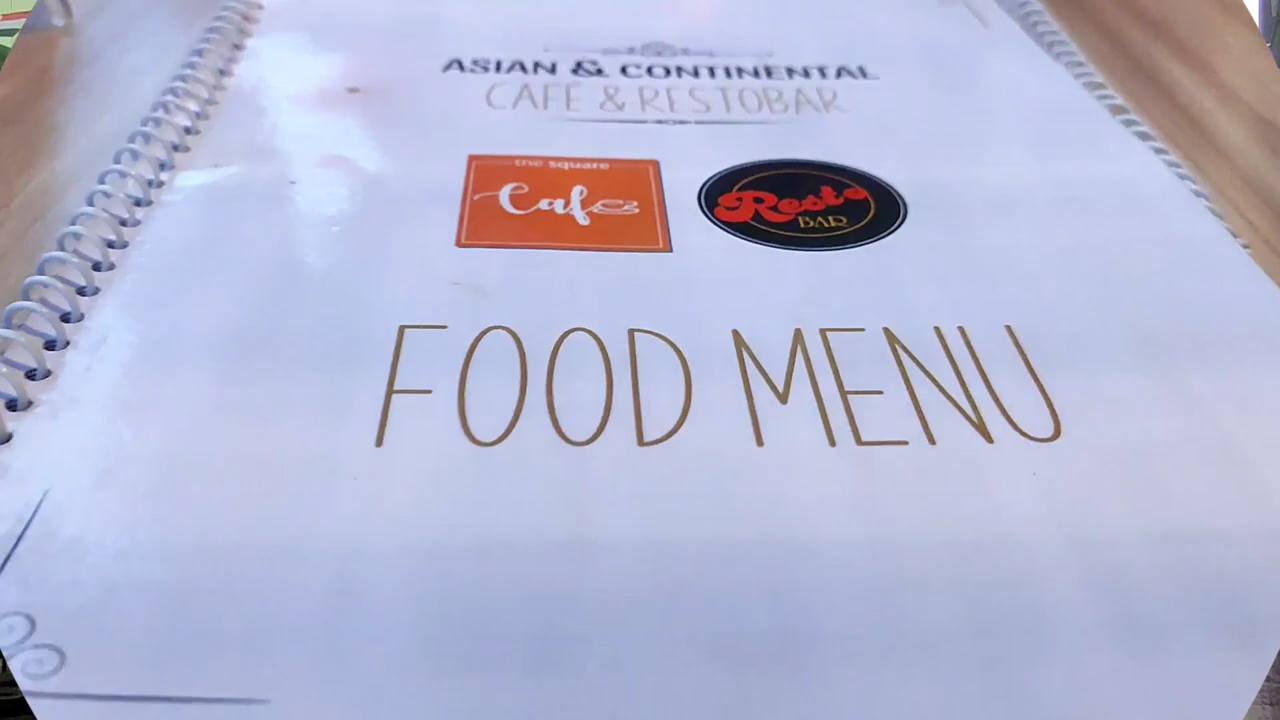 ASIAN & CONTINENTAL
CAFE & RESTOBAR
the square
Cafe
Resto
BAR
FOOD MENU